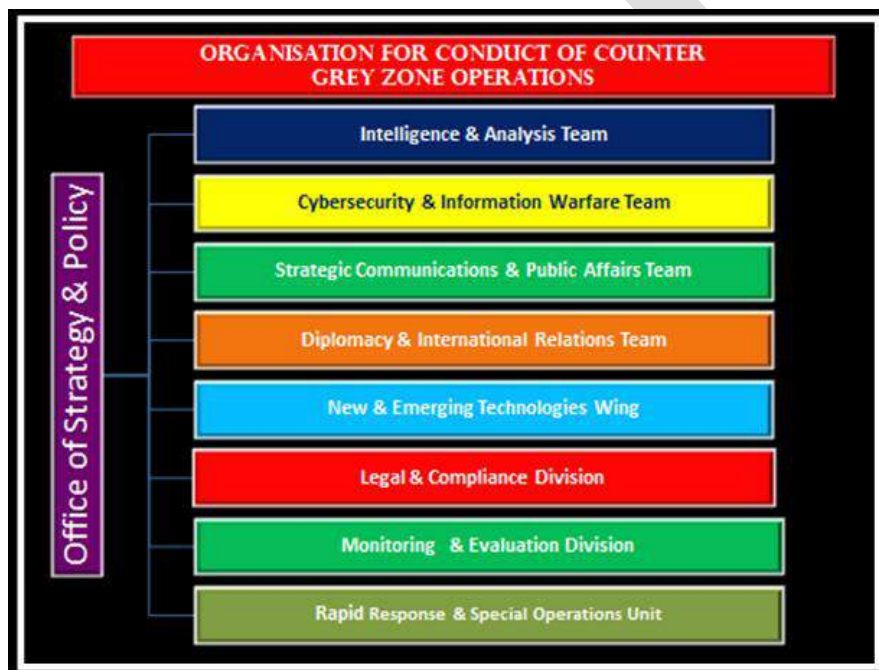 ORGANISATION FOR CONDUCT OF COUNTER
GREY ZONE OPERATIONS
Office of Strategy & Policy
Intelligence & Analysis Team
Cybersecurity & Information Warfare Team
Strategic Communications & Public Affairs Team
Diplomacy & International Relations Team
New & Emerging Technologies Wing
Legal & Compliance Division
Monitoring & Evaluation Division
Rapid Response & Special Operations Unit